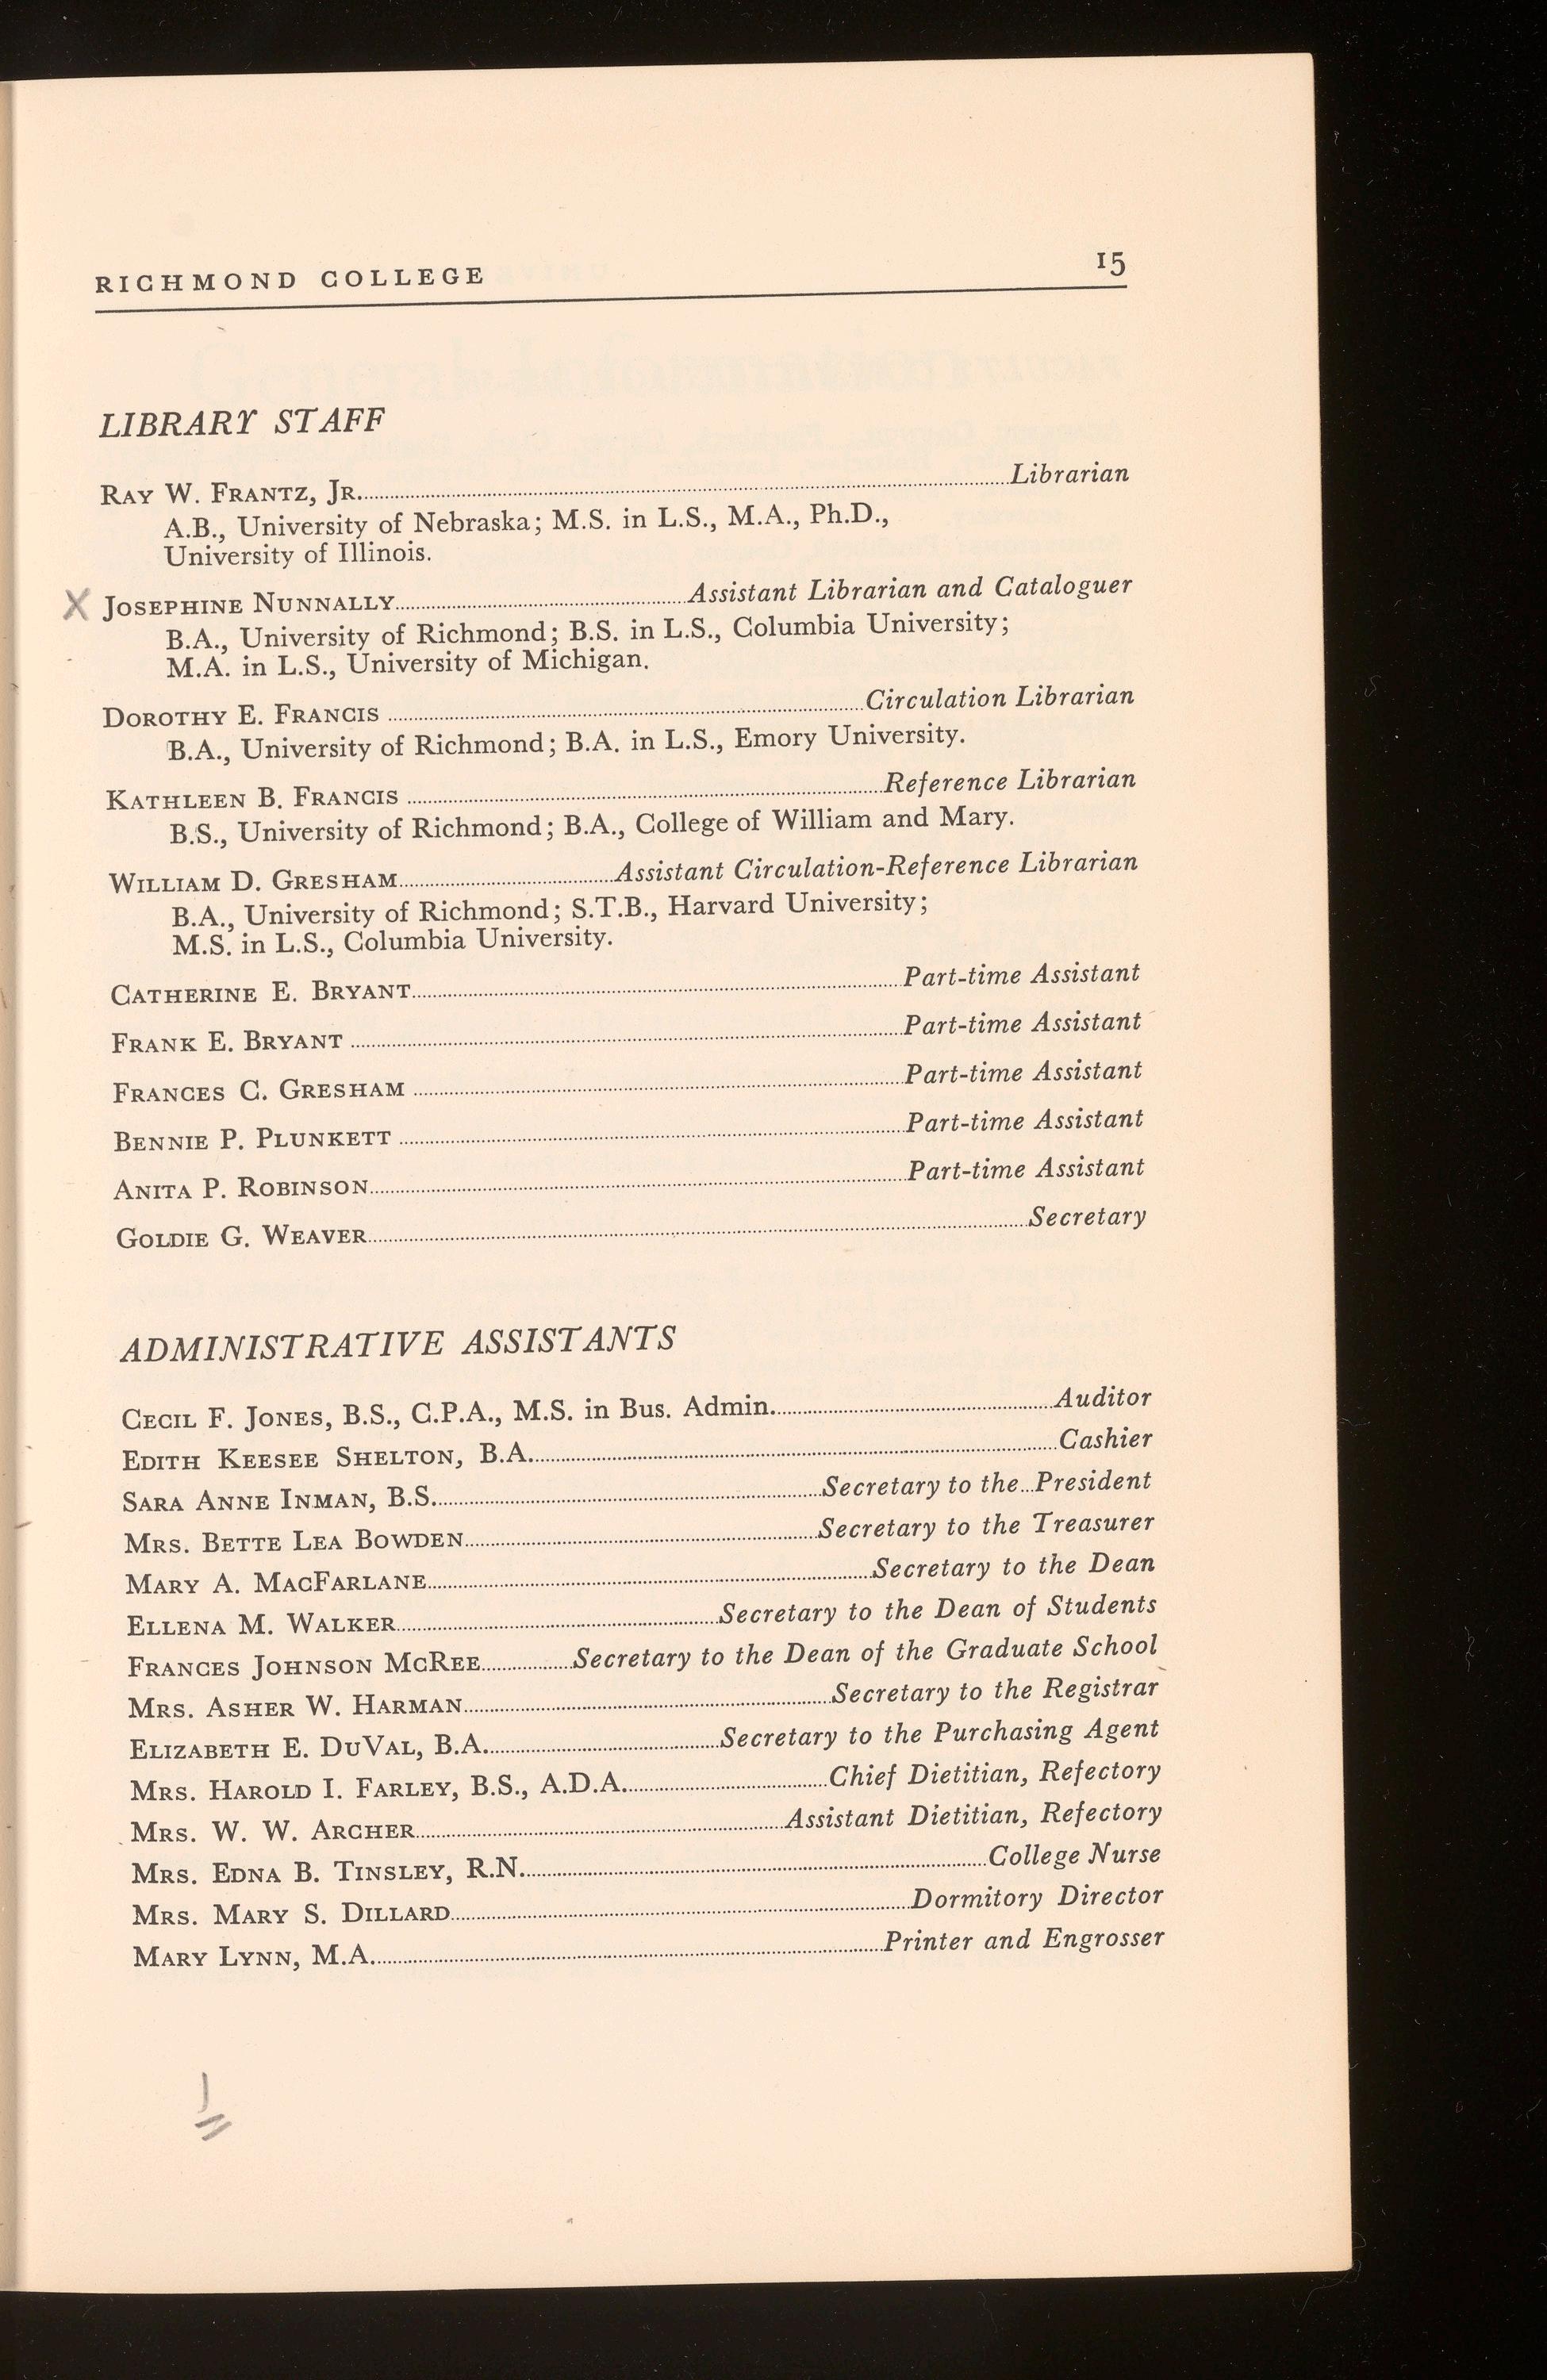 RICHMOND COLLEGE 15
LIBRARY STAFF
RAY W. FRANTZ, JR. Librarian
A.B., University of Nebraska; M.S. in L.S., M.A., Ph.D.,
University of Illinois.
X JOSEPHINE NUNNALLY Assistant Librarian and Cataloguer
B.A., University of Richmond; B.S. in L.S., Columbia University;
M.A. in L.S., University of Michigan.
DOROTHY E. FRANCIS Circulation Librarian
B.A., University of Richmond; B.A. in L.S., Emory University.
KATHLEEN B. FRANCIS Reference Librarian
B.S., University of Richmond; B.A., College of William and Mary.
WILLIAM D. GRESHAM Assistant Circulation-Reference Librarian
B.A., University of Richmond; S.T.B., Harvard University;
M.S. in L.S., Columbia University.
CATHERINE E. BRYANT Part-time Assistant
FRANK E. BRYANT Part-time Assistant
FRANCES C. GRESHAM Part-time Assistant
BENNIE P. PLUNKETT Part-time Assistant
ANITA P. ROBINSON Part-time Assistant
GOLDIE G. WEAVER Secretary
ADMINISTRATIVE ASSISTANTS
CECIL F. JONES, B.S., C.P.A., M.S. in Bus. Admin. Auditor
EDITH KEESEE SHELTON, B.A. Cashier
SARA ANNE INMAN, B.S. Secretary to the President
MRS. BETTE LEA BOWDEN Secretary to the Treasurer
MARY A. MACFARLANE Secretary to the Dean
ELLENA M. WALKER Secretary to the Dean of Students
FRANCES JOHNSON MCREE Secretary to the Dean of the Graduate School
MRS. ASHER W. HARMAN Secretary to the Registrar
ELIZABETH E. DUVAL, B.A. Secretary to the Purchasing Agent
MRS. HAROLD I. FARLEY, B.S., A.D.A. Chief Dietitian, Refectory
MRS. W. W. ARCHER Assistant Dietitian, Refectory
MRS. EDNA B. TINSLEY, R.N. College Nurse
MRS. MARY S. DILLARD Dormitory Director
MARY LYNN, M.A. Printer and Engrosser
1